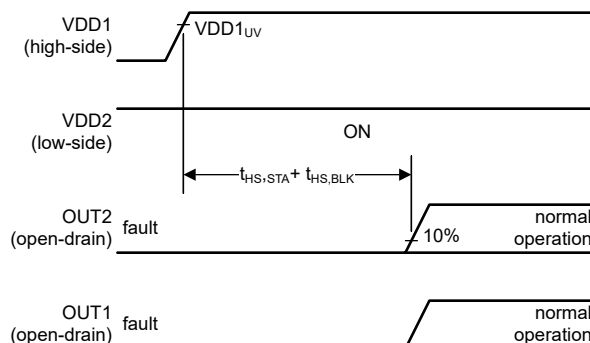 VDD1
(high-side)
VDD1UV
VDD2
(low-side)
ON
tHS,STA+ tHS,BLK
OUT2
(open-drain)
fault
10%
normal
operation
OUT1
(open-drain)
fault
normal
operation